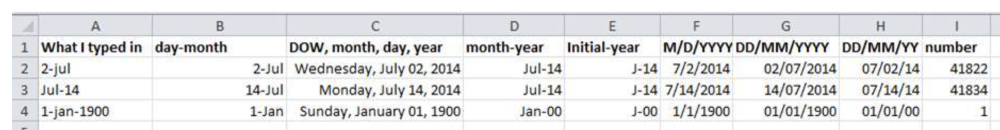 A B C D E F G H I
1 What I typed in day-month DOW, month, day, year month-year Initial-year M/D/YYYY DD/MM/YYYY DD/MM/YY number
2 2-jul 2-Jul Wednesday, July 02, 2014 Jul-14 J-14 7/2/2014 02/07/2014 07/02/14 41822
3 Jul-14 14-Jul Monday, July 14, 2014 Jul-14 J-14 7/14/2014 14/07/2014 07/14/14 41834
4 1-jan-1900 1-Jan Sunday, January 01, 1900 Jan-00 J-00 1/1/1900 01/01/1900 01/01/00 1